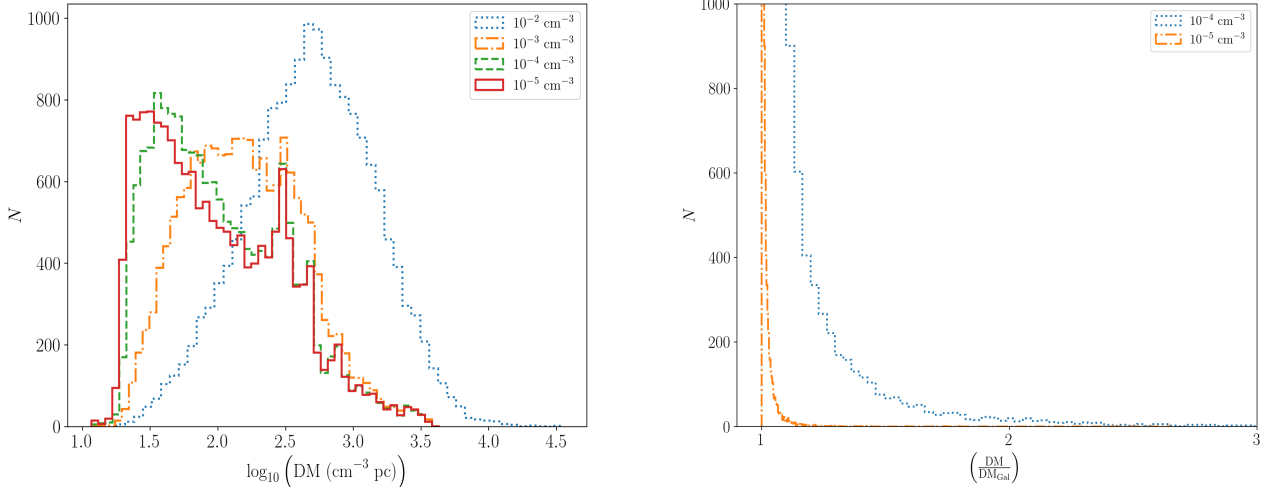 1000
800
600
400
200
0
N
1.0 1.5 2.0 2.5 3.0 3.5 4.0 4.5
log₁₀(DM (cm⁻³ pc))
10⁻² cm⁻³
10⁻³ cm⁻³
10⁻⁴ cm⁻³
10⁻⁵ cm⁻³
1000
800
600
400
200
0
N
1 2 3
(DM/DM_Gal)
10⁻⁴ cm⁻³
10⁻⁵ cm⁻³